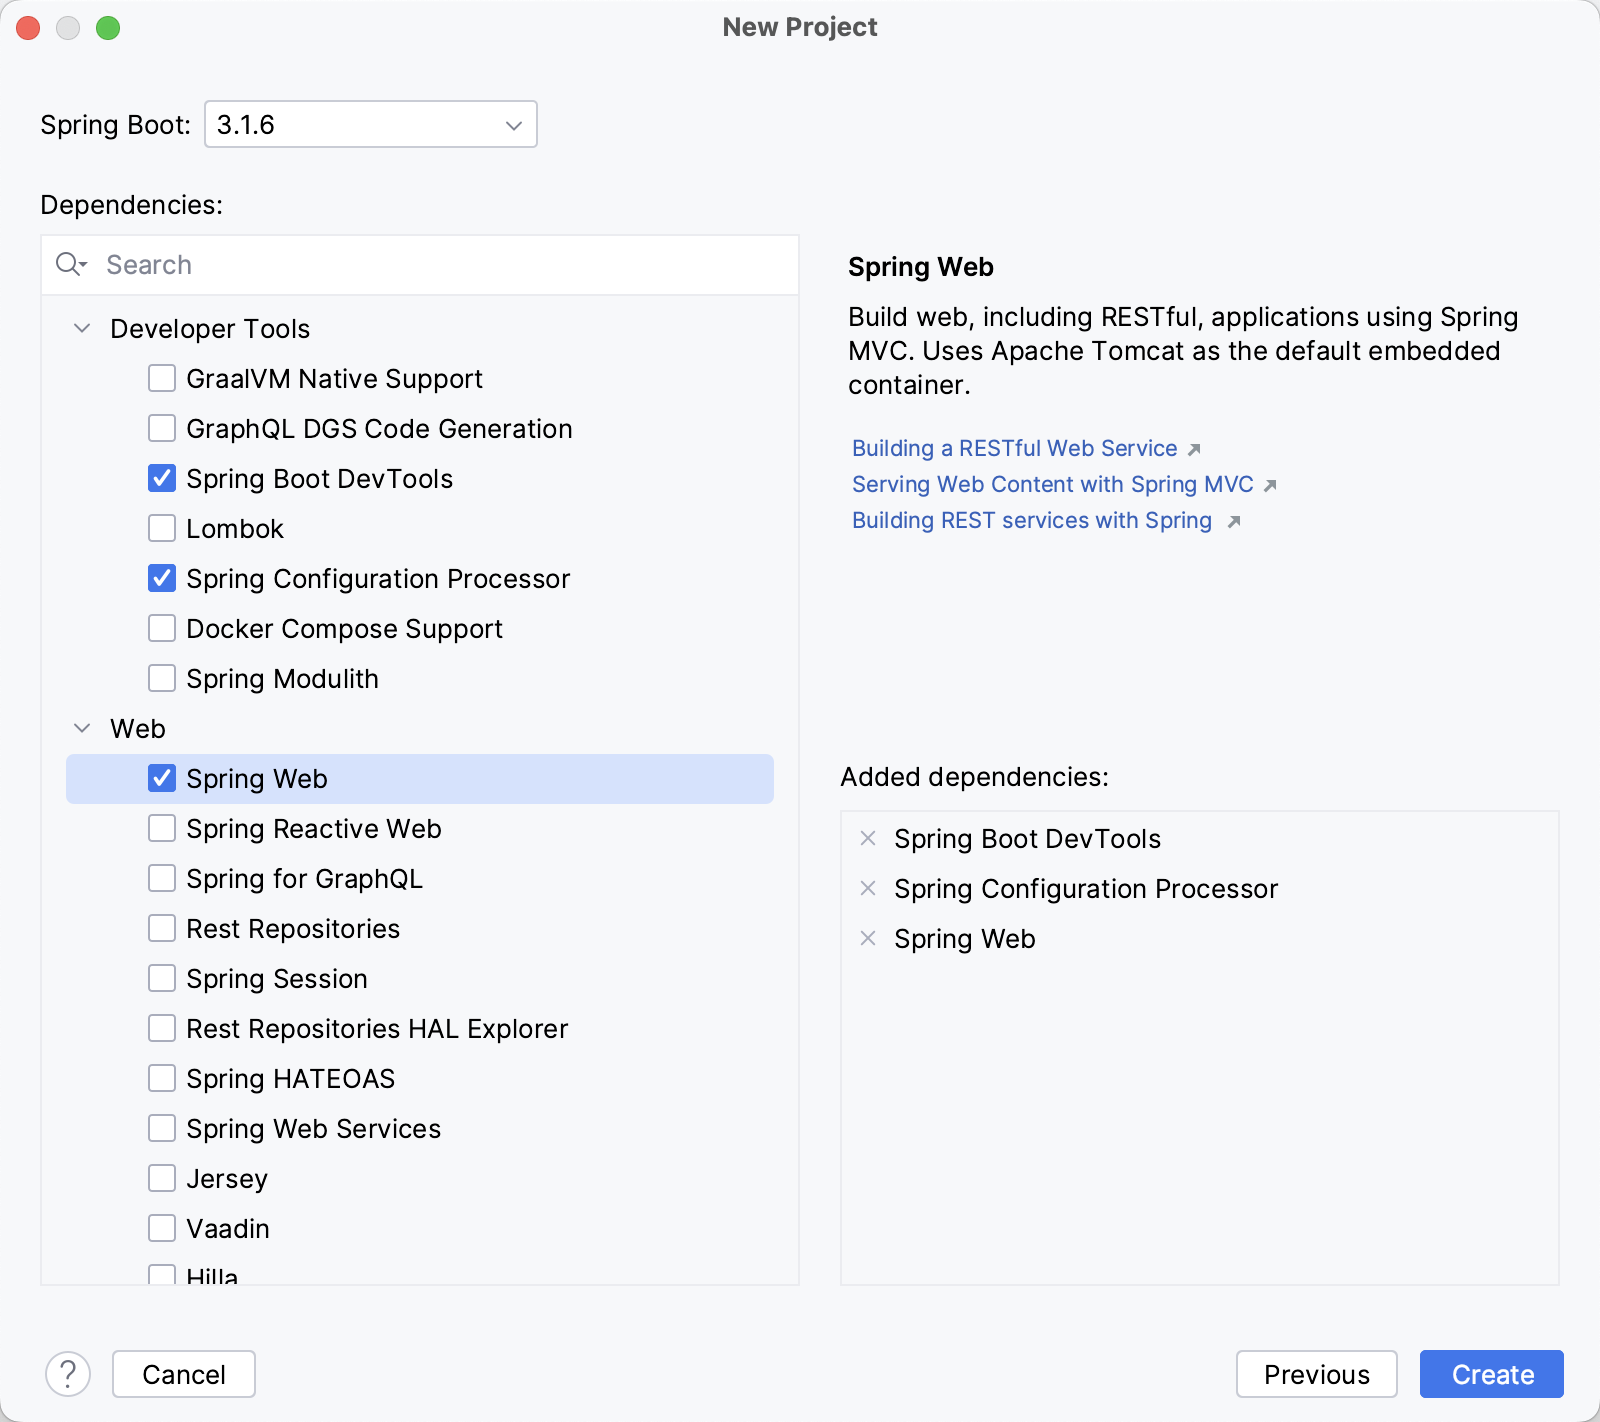 New Project
Spring Boot:
3.1.6
Dependencies:
Search
Developer Tools
GraalVM Native Support
GraphQL DGS Code Generation
Spring Boot DevTools
Lombok
Spring Configuration Processor
Docker Compose Support
Spring Modulith
Web
Spring Web
Spring Reactive Web
Spring for GraphQL
Rest Repositories
Spring Session
Rest Repositories HAL Explorer
Spring HATEOAS
Spring Web Services
Jersey
Vaadin
Hilla
Spring Web
Build web, including RESTful, applications using Spring
MVC. Uses Apache Tomcat as the default embedded
container.
Building a RESTful Web Service
Serving Web Content with Spring MVC
Building REST services with Spring
Added dependencies:
Spring Boot DevTools
Spring Configuration Processor
Spring Web
?
Cancel
Previous
Create